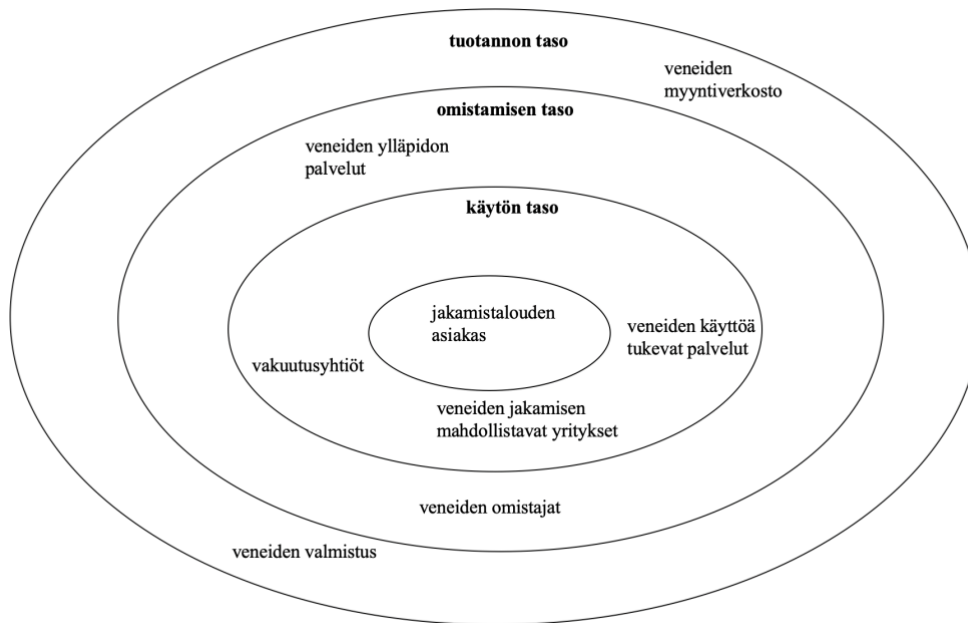 tuotannon taso
veneiden
myyntiverkosto
omistamisen taso
veneiden ylläpidon
palvelut
käytön taso
jakamistalouden
asiakas
veneiden käyttöä
tukevat palvelut
vakuutusyhtiöt
veneiden jakamisen
mahdollistavat yritykset
veneiden omistajat
veneiden valmistus